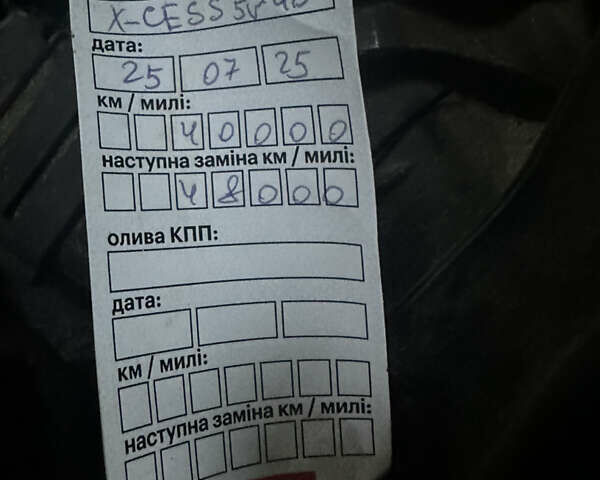 X-CESS 5W40
дата:
25 07 25
км / милі:
40000
наступна заміна км / милі:
48000
олива КПП:
дата:
км / милі:
наступна заміна км / милі: